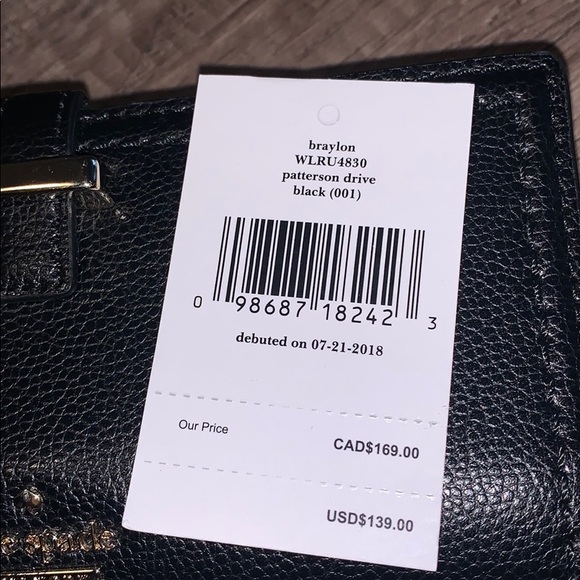 braylon
WLRU4830
patterson drive
black (001)
0 98687 18242 3
debuted on 07-21-2018
Our Price CAD$169.00
USD$139.00
spade